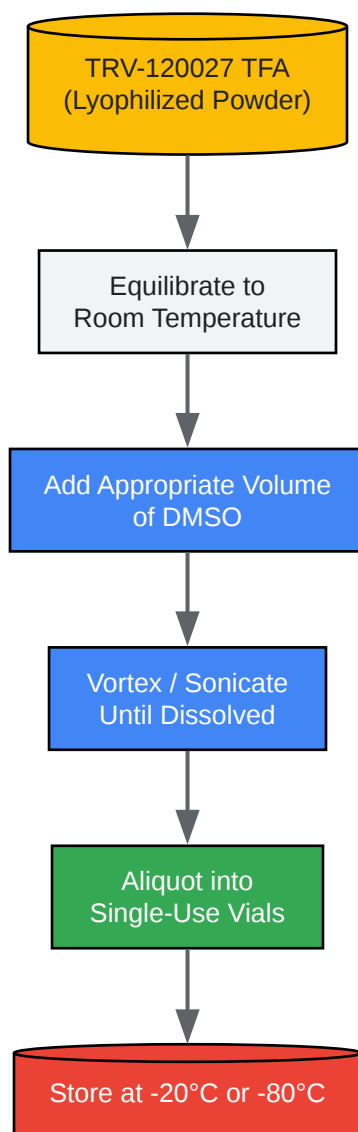 TRV-120027 TFA
(Lyophilized Powder)
Equilibrate to
Room Temperature
Add Appropriate Volume
of DMSO
Vortex / Sonicate
Until Dissolved
Aliquot into
Single-Use Vials
Store at -20°C or -80°C